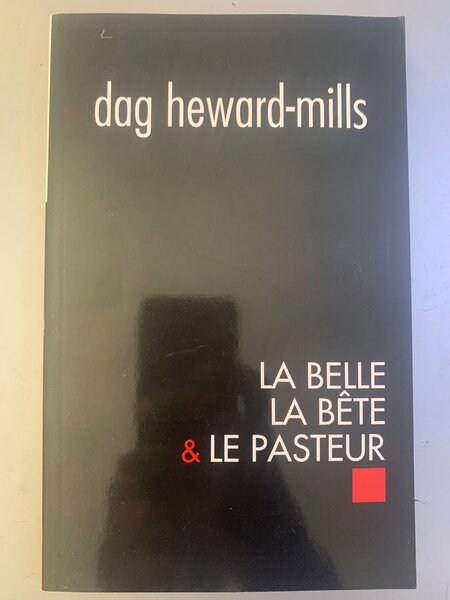 dag heward-mills
LA BELLE
LA BÊTE
& LE PASTEUR